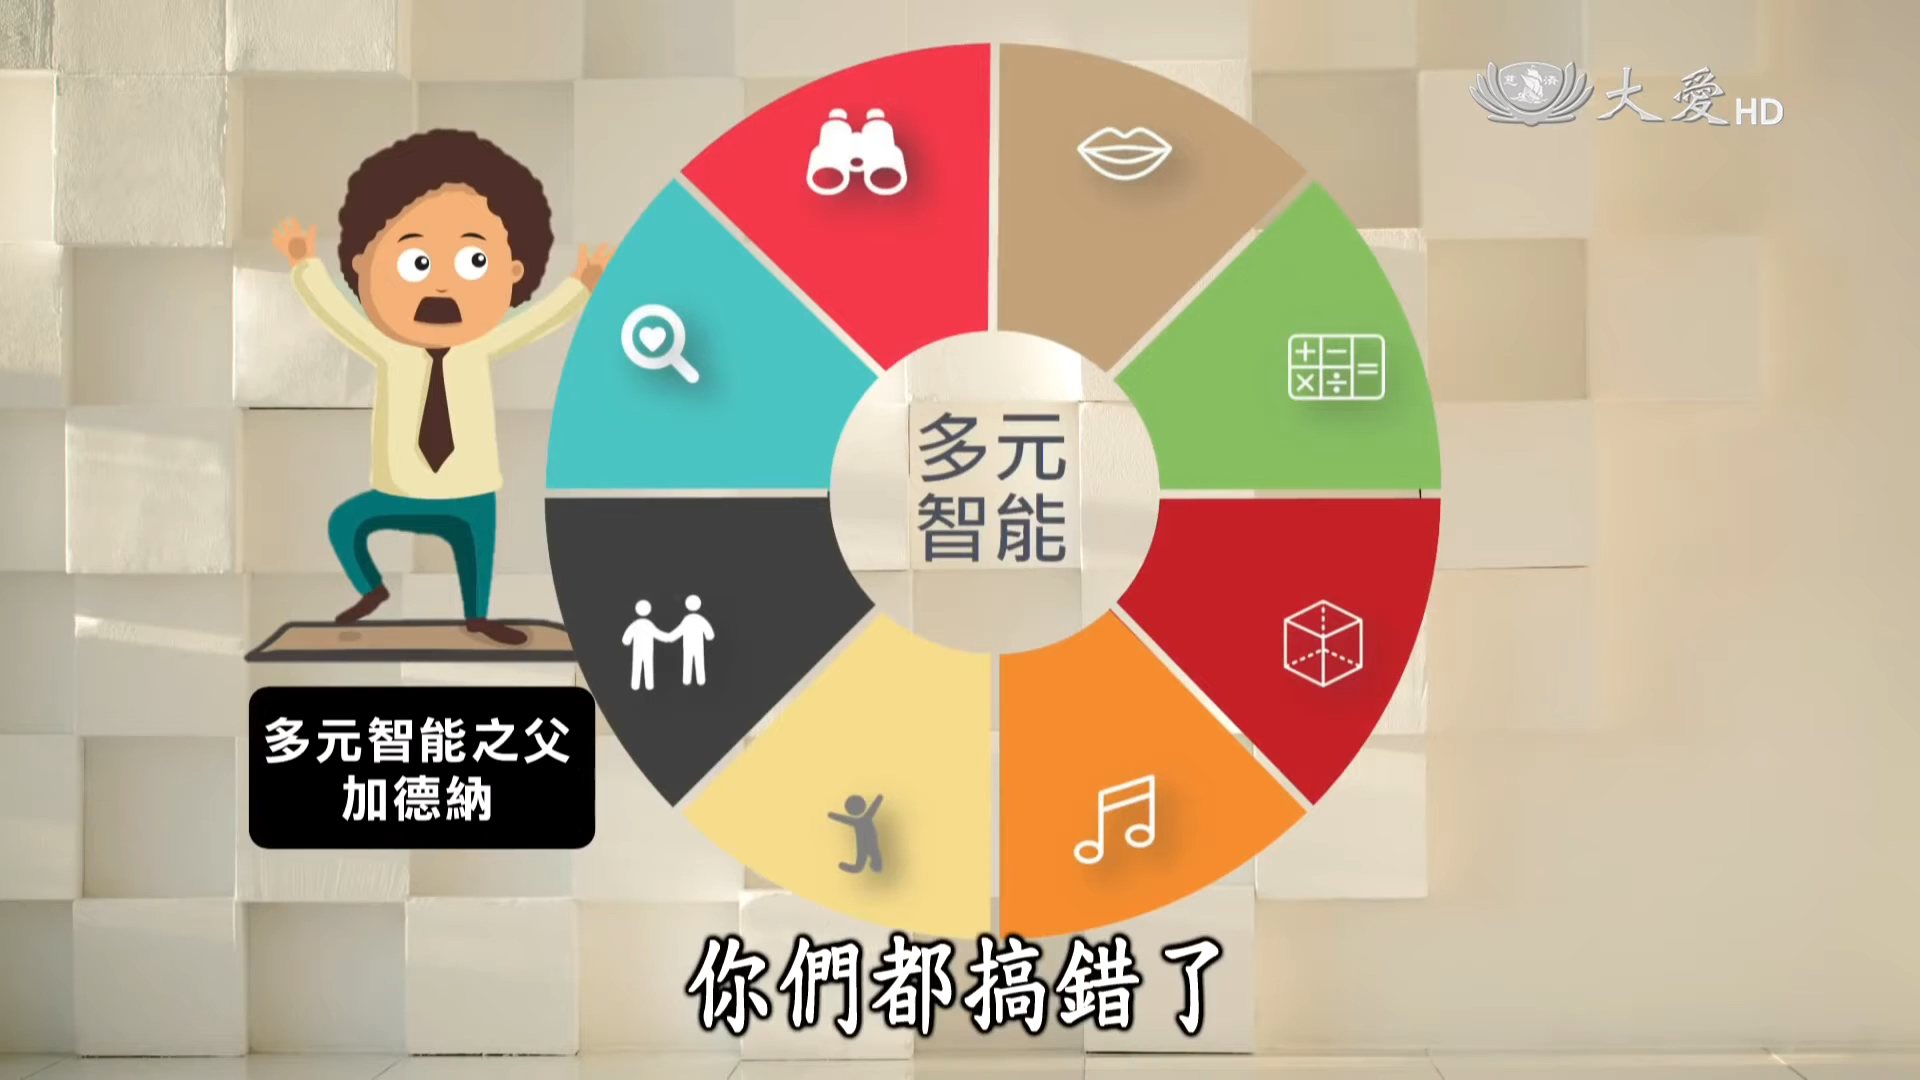 大愛HD
多元
智能
多元智能之父
加德納
你們都搞錯了